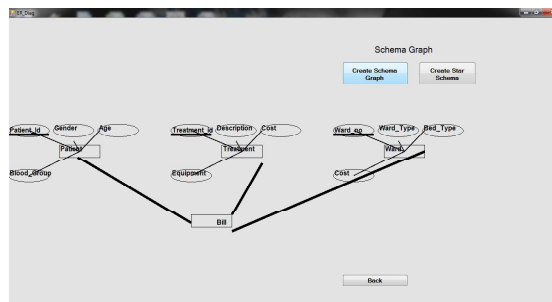 ER_Diag
Schema Graph
Create Schema Graph
Create Star Schema
Patient_Id
Gender
Age
Treatment_id
Description
Cost
Ward_no
Ward_Type
Bed_Type
Patient
Treatment
Ward
Blood_Group
Equipment
Cost
Bill
Back